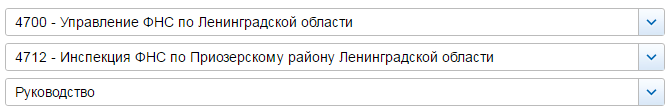 4700 - Управление ФНС по Ленинградской области
4712 - Инспекция ФНС по Приозерскому району Ленинградской области
Руководство